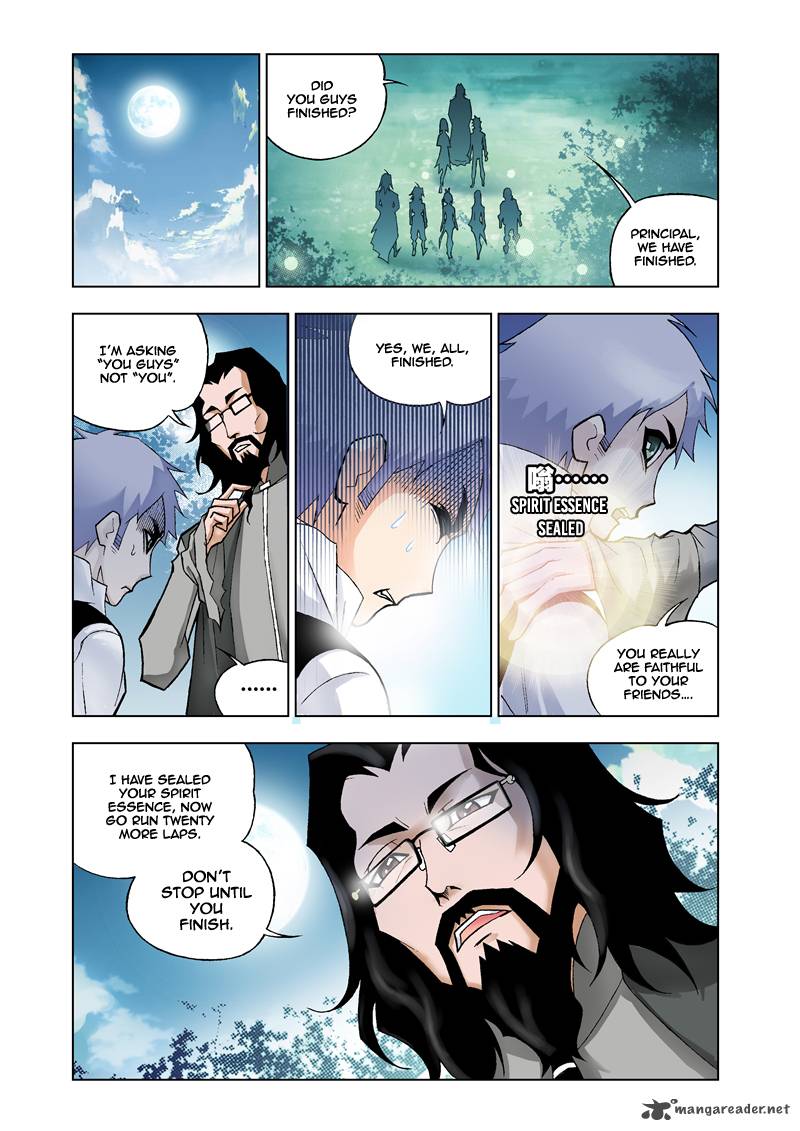 DID
YOU GUYS
FINISHED?
PRINCIPAL,
WE HAVE
FINISHED.
I'M ASKING
"YOU GUYS"
NOT "YOU".
......
YES, WE, ALL,
FINISHED.
嗡......
SPIRIT ESSENCE
SEALED
YOU REALLY
ARE FAITHFUL
TO YOUR
FRIENDS....
I HAVE SEALED
YOUR SPIRIT
ESSENCE, NOW
GO RUN TWENTY
MORE LAPS.
DON'T
STOP UNTIL
YOU
FINISH.
mangareader.net